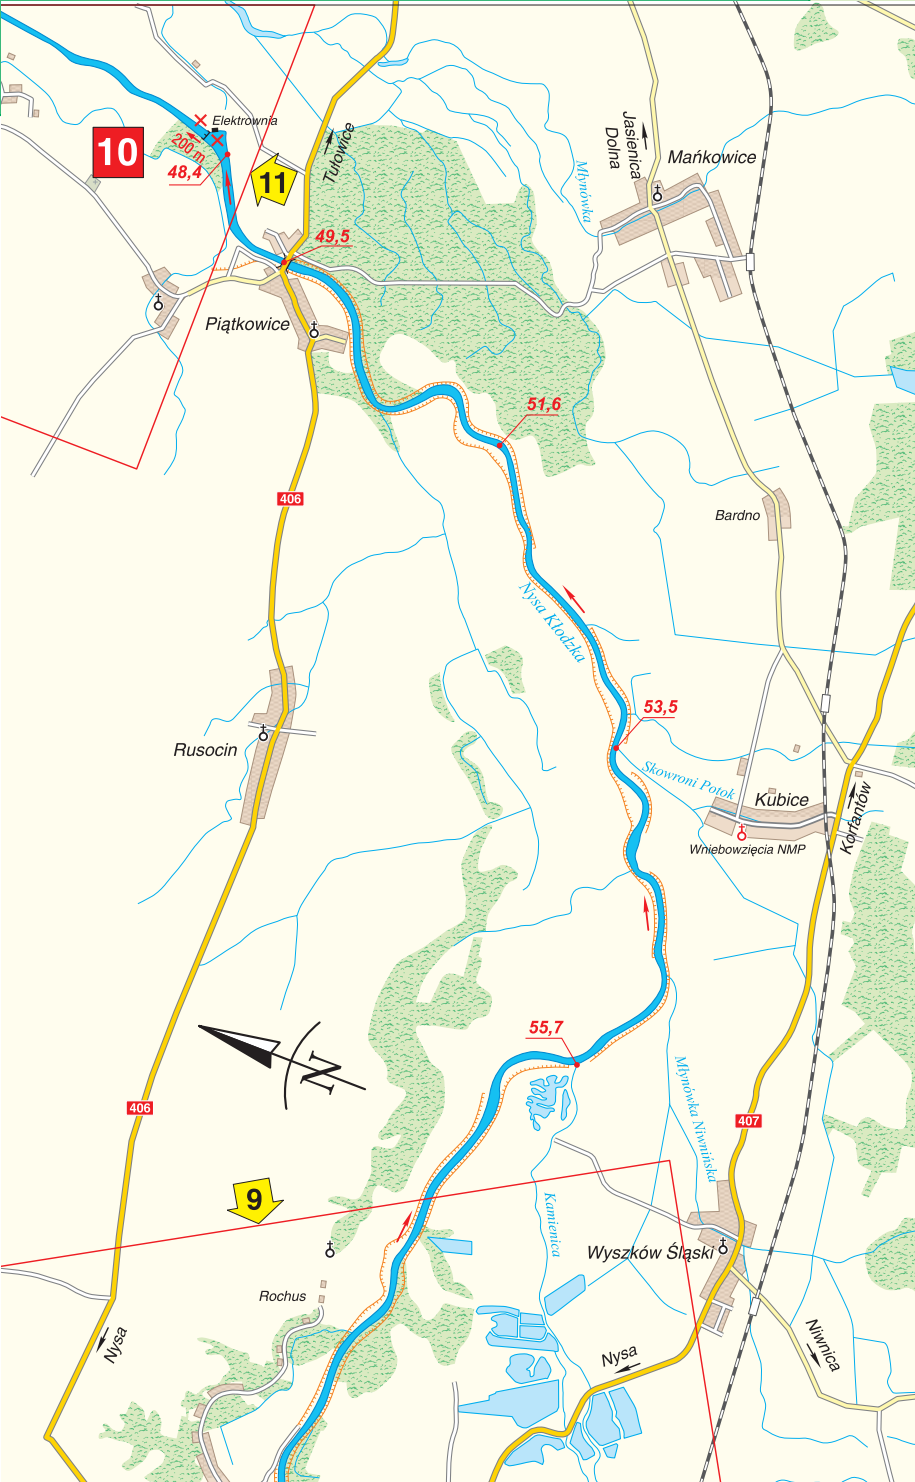 Elektrownia
10
200 m
48,4
11
Tułowice
Jasienica
Dolna
Mańkowice
Młynówka
49,5
Piątkowice
51,6
406
Bardno
Nysa Kłodzka
53,5
Rusocin
Skowroni Potok
Kubice
Korfantów
Wniebowzięcia NMP
N
55,7
Młynówka Niwnińska
406
407
9
Kamienica
Wyszków Śląski
Rochus
Nysa
Nysa
Niwnica